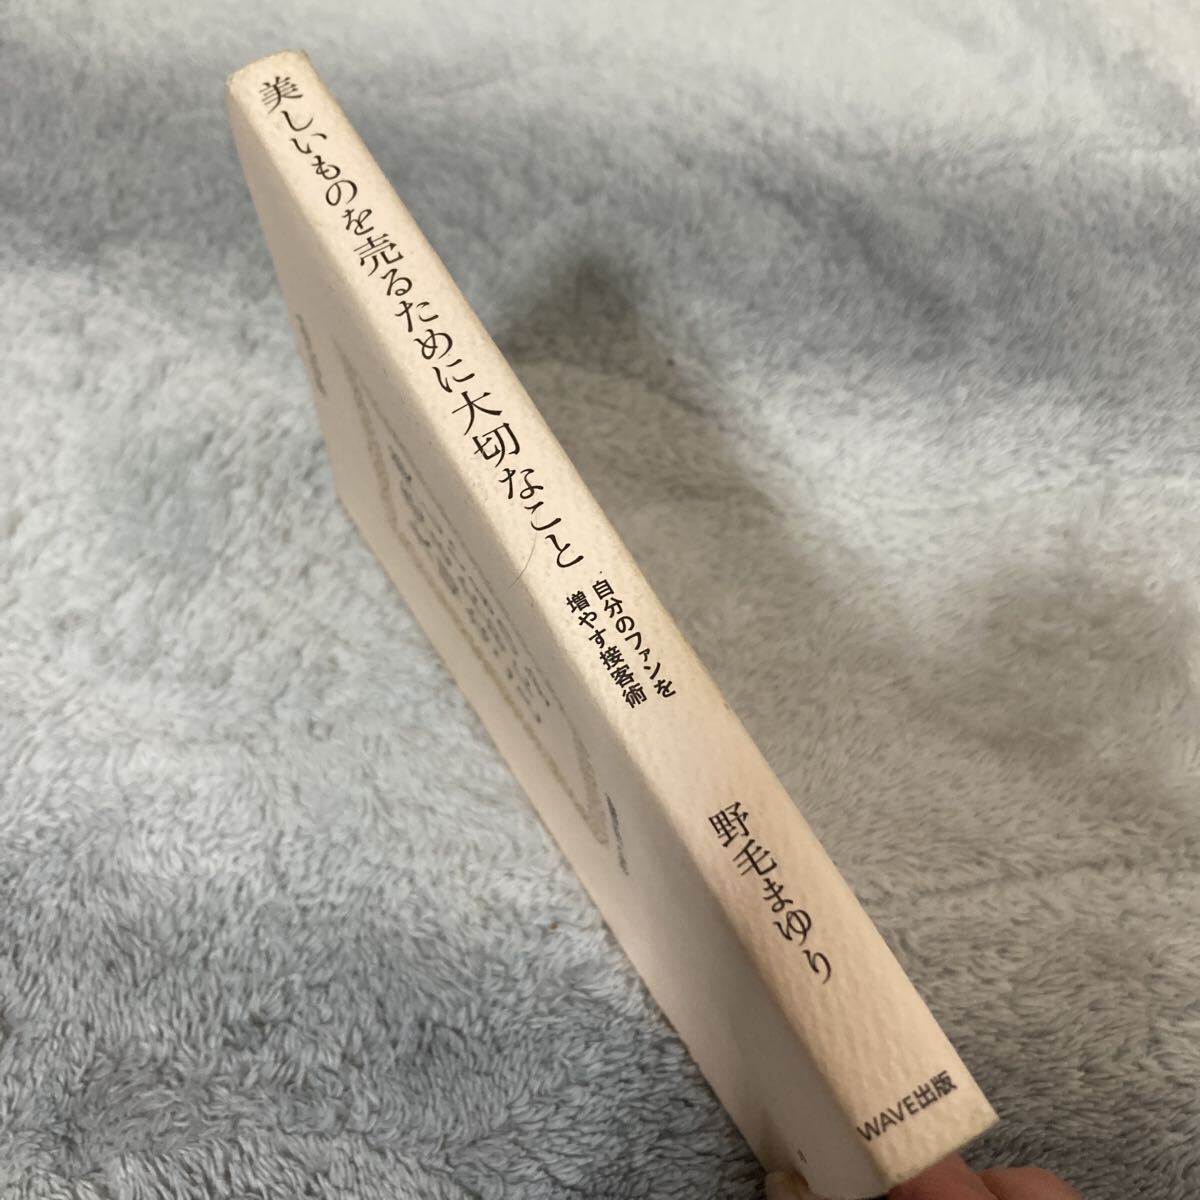 美しいものを売るために大切なこと
自分のファンを
増やす接客術
野毛まゆり
WAVE出版